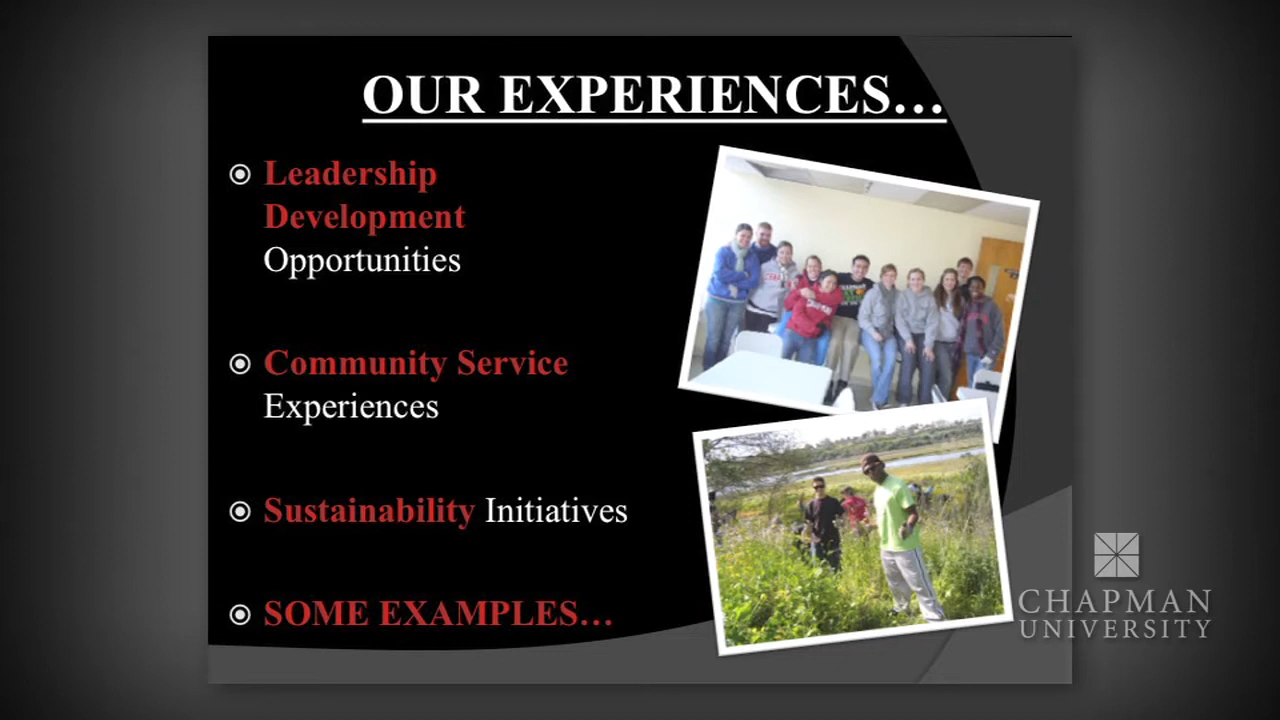 OUR EXPERIENCES…
Leadership
Development
Opportunities
Community Service
Experiences
Sustainability Initiatives
SOME EXAMPLES…
CHAPMAN
UNIVERSITY